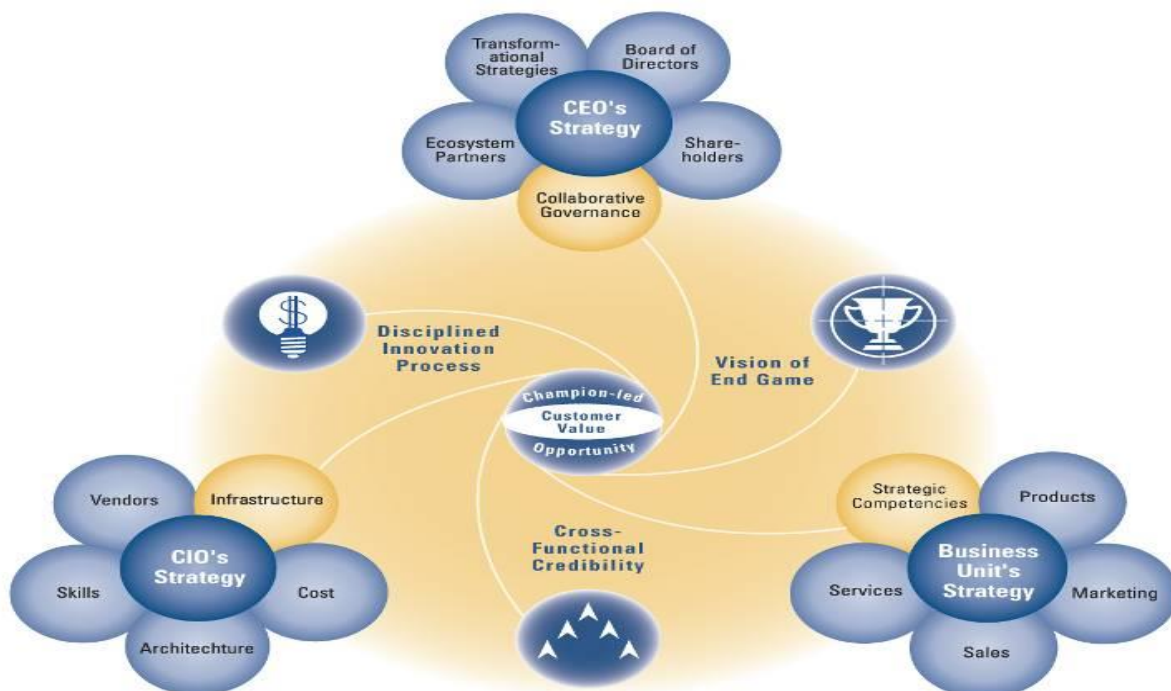 Transform-
ational
Strategies
Board of
Directors
CEO's
Strategy
Ecosystem
Partners
Share-
holders
Collaborative
Governance
$
Disciplined
Innovation
Process
Vision of
End Game
Champion-led
Customer
Value
Opportunity
Vendors
Infrastructure
CIO's
Strategy
Skills
Cost
Architechture
Cross-
Functional
Credibility
Strategic
Competencies
Products
Business
Unit's
Strategy
Services
Marketing
Sales